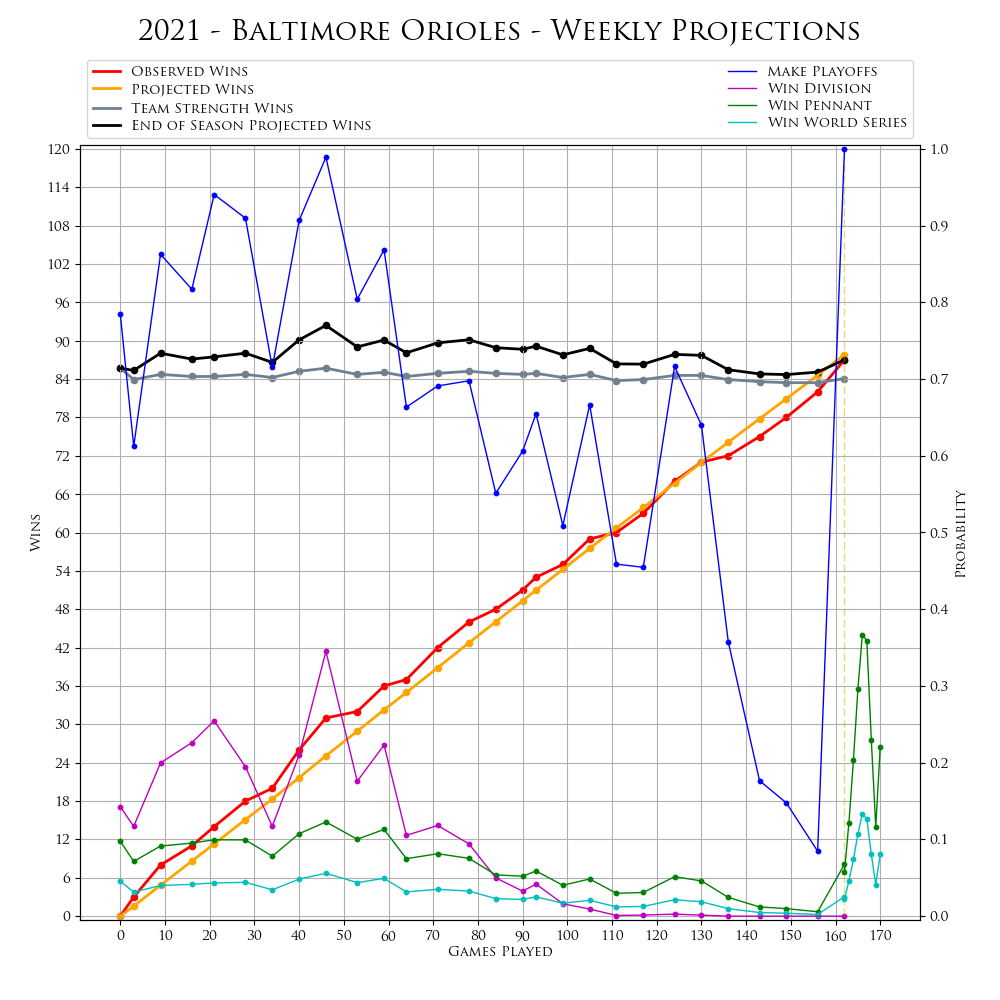 2021 - Baltimore Orioles - Weekly Projections
Observed Wins
Projected Wins
Team Strength Wins
End of Season Projected Wins
Make Playoffs
Win Division
Win Pennant
Win World Series
120
114
108
102
96
90
84
78
72
66
60
54
48
42
36
30
24
18
12
6
0
Wins
1.0
0.9
0.8
0.7
0.6
0.5
0.4
0.3
0.2
0.1
0.0
Probability
0 10 20 30 40 50 60 70 80 90 100 110 120 130 140 150 160 170
Games Played